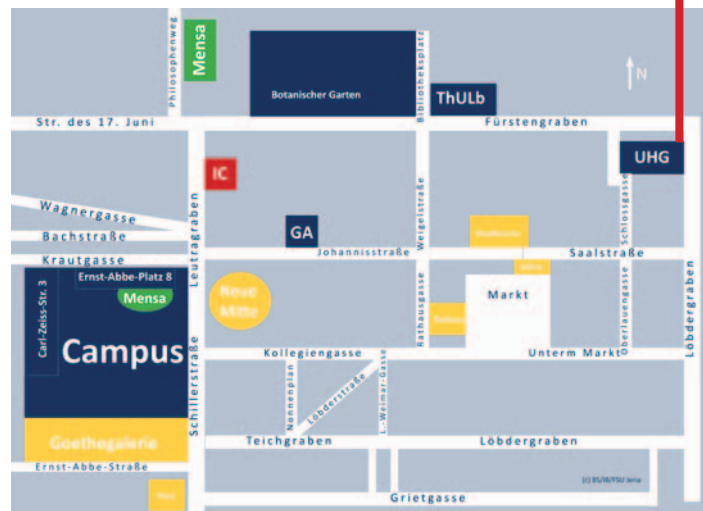 Philosophenweg
Mensa
Botanischer Garten
Bibliotheksplatz
ThULb
N
Str. des 17. Juni
Fürstengraben
IC
UHG
Wagnergasse
Bachstraße
Leutragraben
GA
Johannisstraße
Weigelstraße
Schlossgasse
Saalstraße
Krautgasse
Ernst-Abbe-Platz 8
Mensa
Carl-Zeiss-Str. 3
Campus
Neue
Mitte
Rathausgasse
Markt
Oberlauengasse
Löbdergraben
Kollegiengasse
Unterm Markt
Schillerstraße
Nonnenplan
Löbderstraße
L.-Weimar-Gasse
Goethegalerie
Teichgraben
Löbdergraben
Ernst-Abbe-Straße
Grietgasse